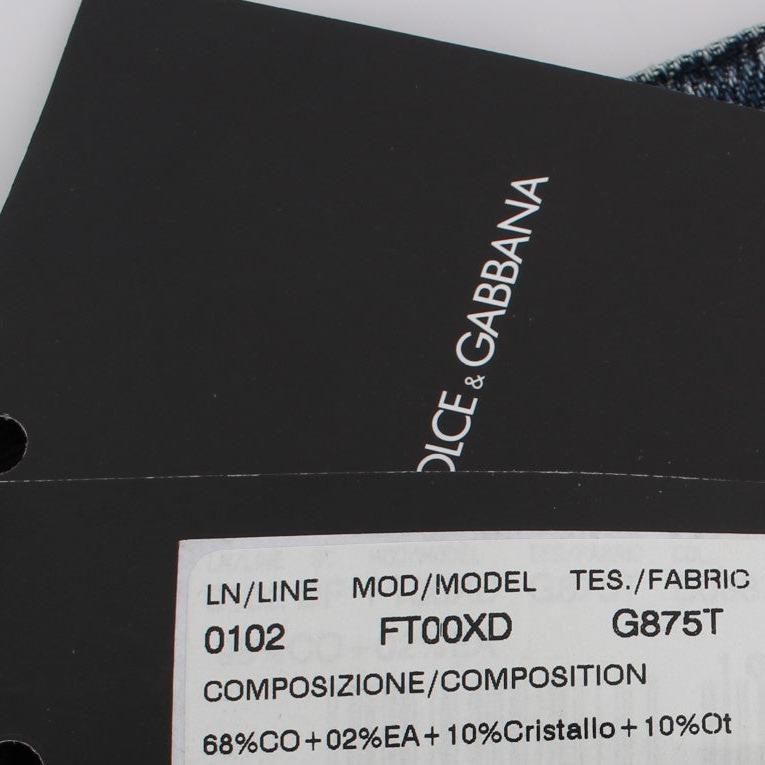 OLCE & GABBANA
LN/LINE MOD/MODEL TES./FABRIC
0102 FT00XD G875T
COMPOSIZIONE/COMPOSITION
68%CO+02%EA+10%Cristallo+10%Ot